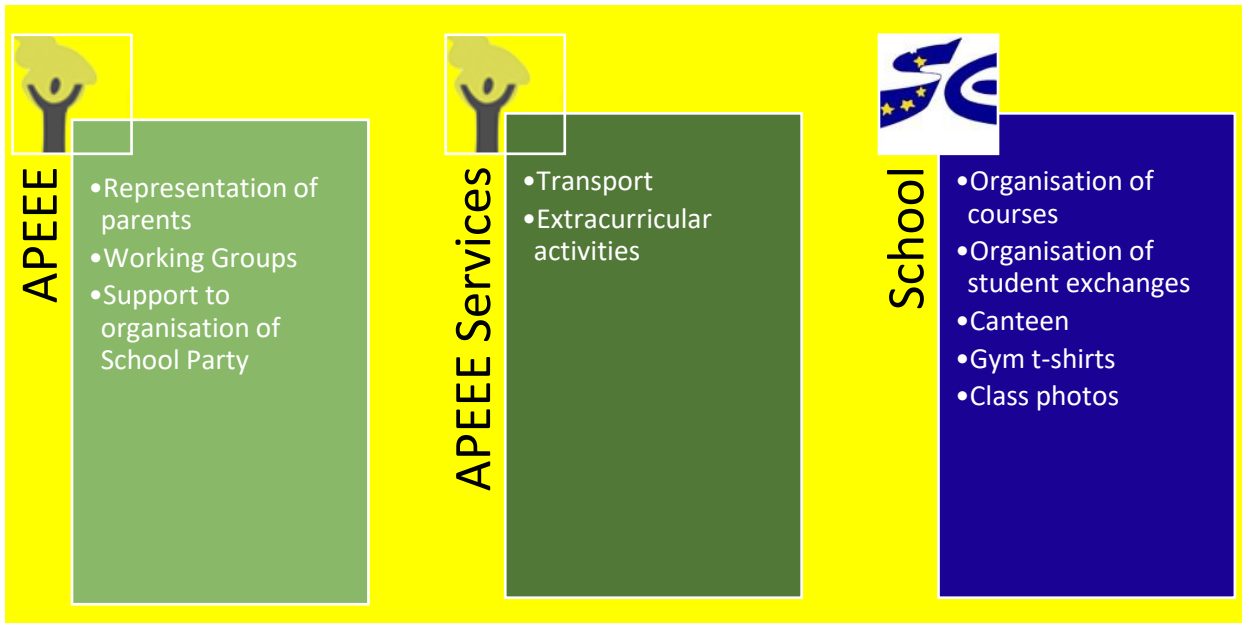 APEEE
•Representation of
parents
•Working Groups
•Support to
organisation of
School Party
APEEE Services
•Transport
•Extracurricular
activities
School
•Organisation of
courses
•Organisation of
student exchanges
•Canteen
•Gym t-shirts
•Class photos